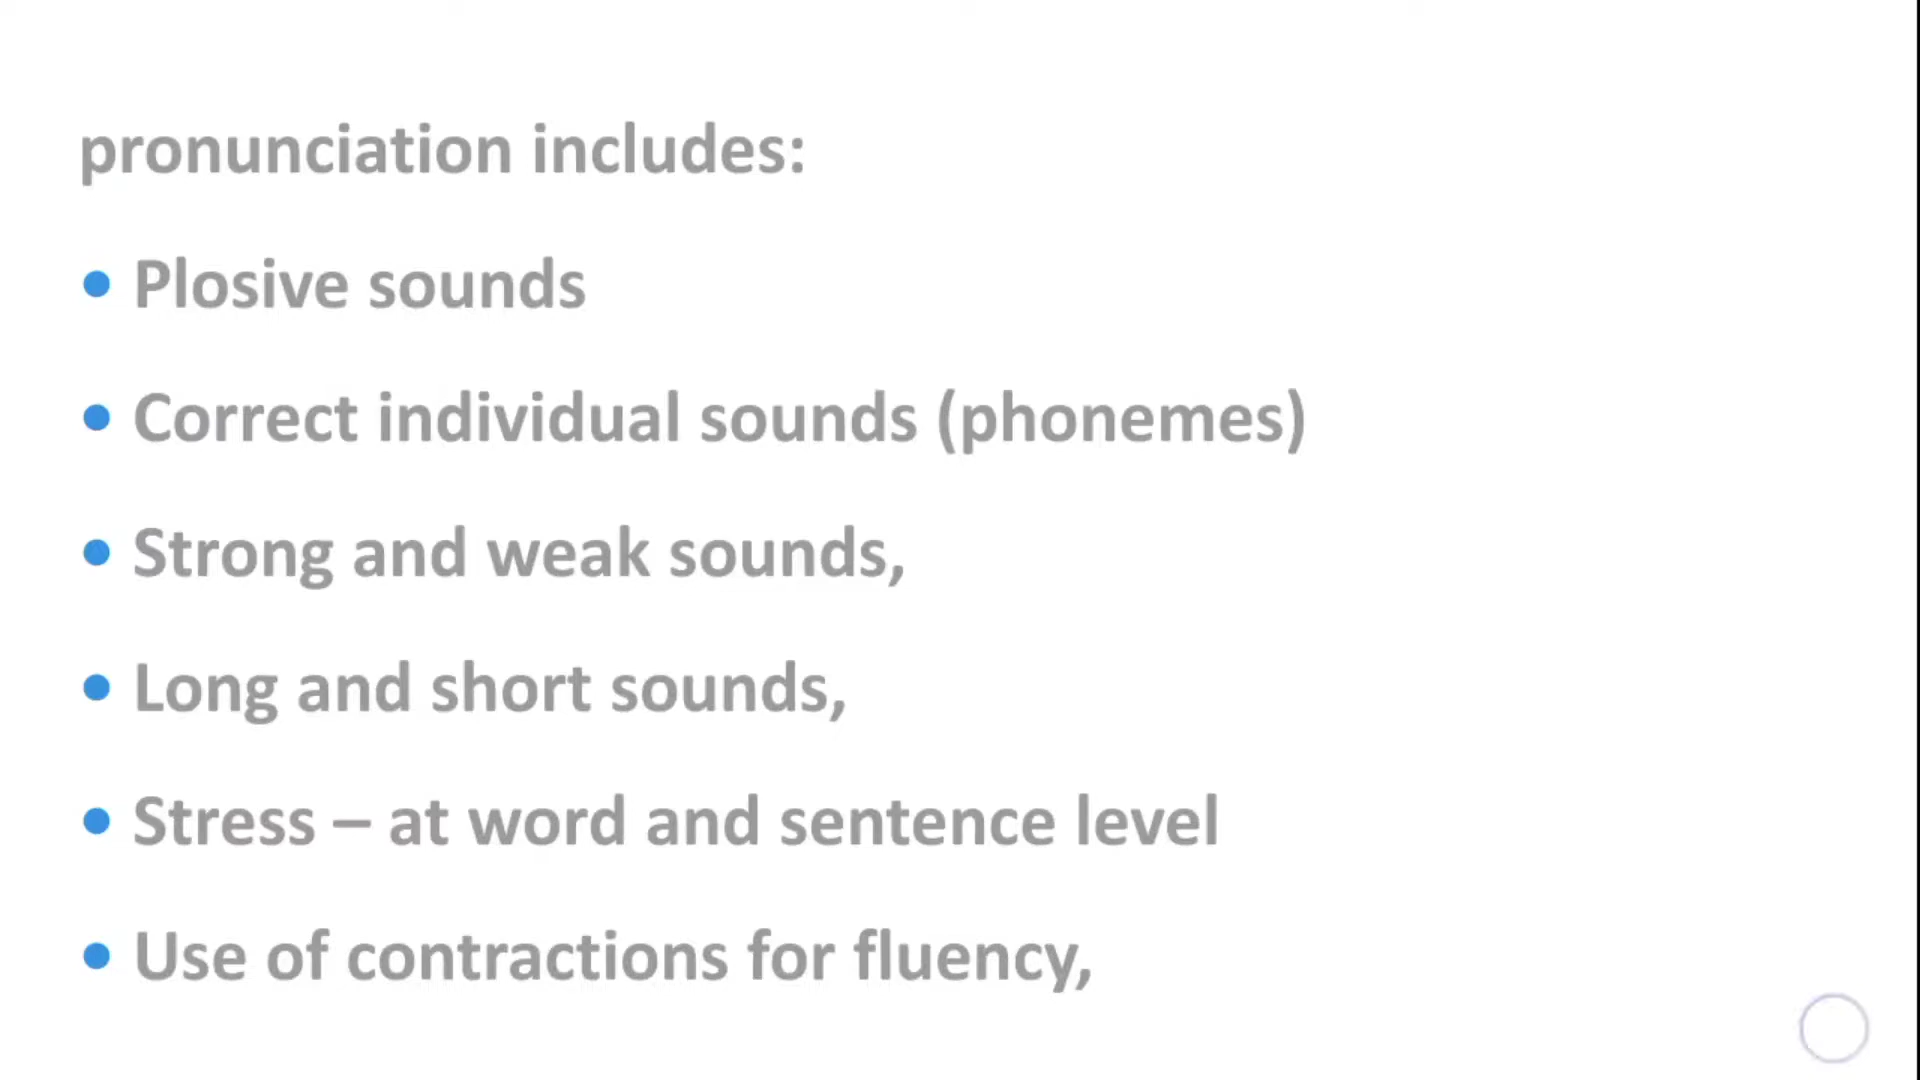 pronunciation includes:
• Plosive sounds
• Correct individual sounds (phonemes)
• Strong and weak sounds,
• Long and short sounds,
• Stress – at word and sentence level
• Use of contractions for fluency,